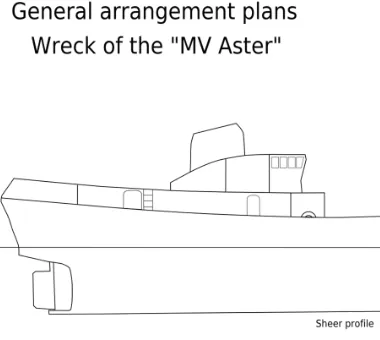 General arrangement plans
Wreck of the "MV Aster"
Sheer profile